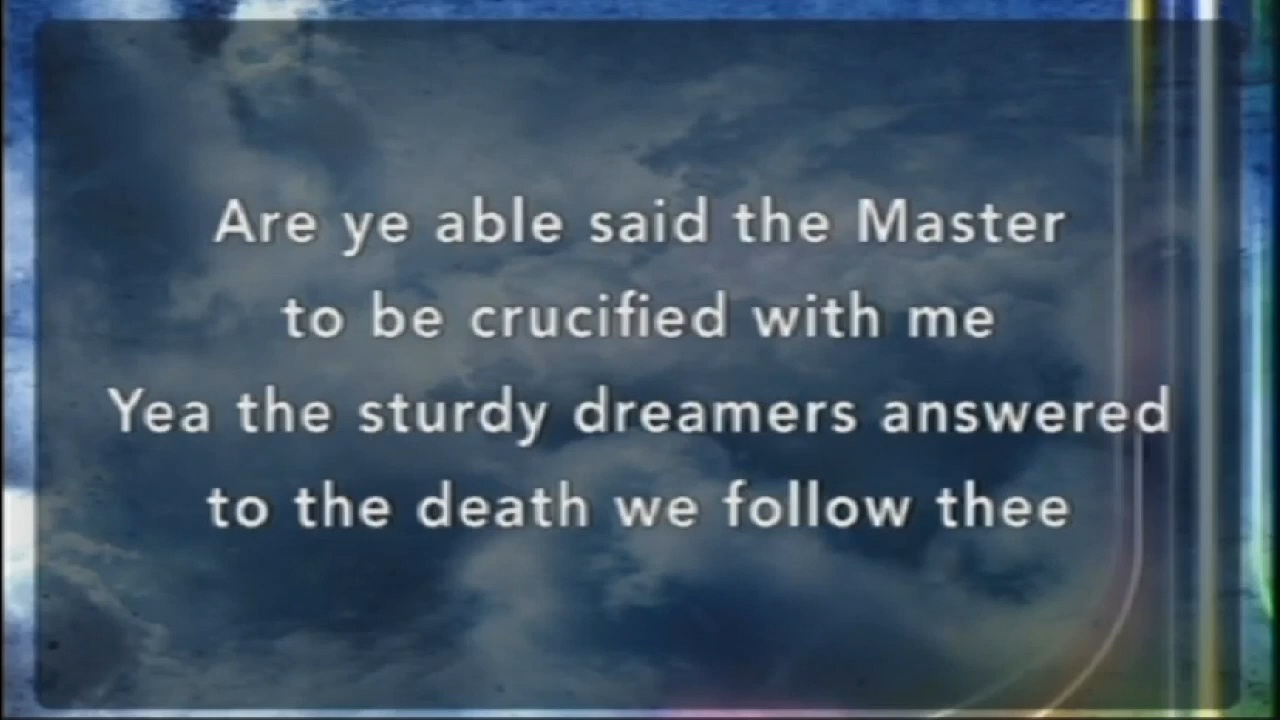 Are ye able said the Master
to be crucified with me
Yea the sturdy dreamers answered
to the death we follow thee